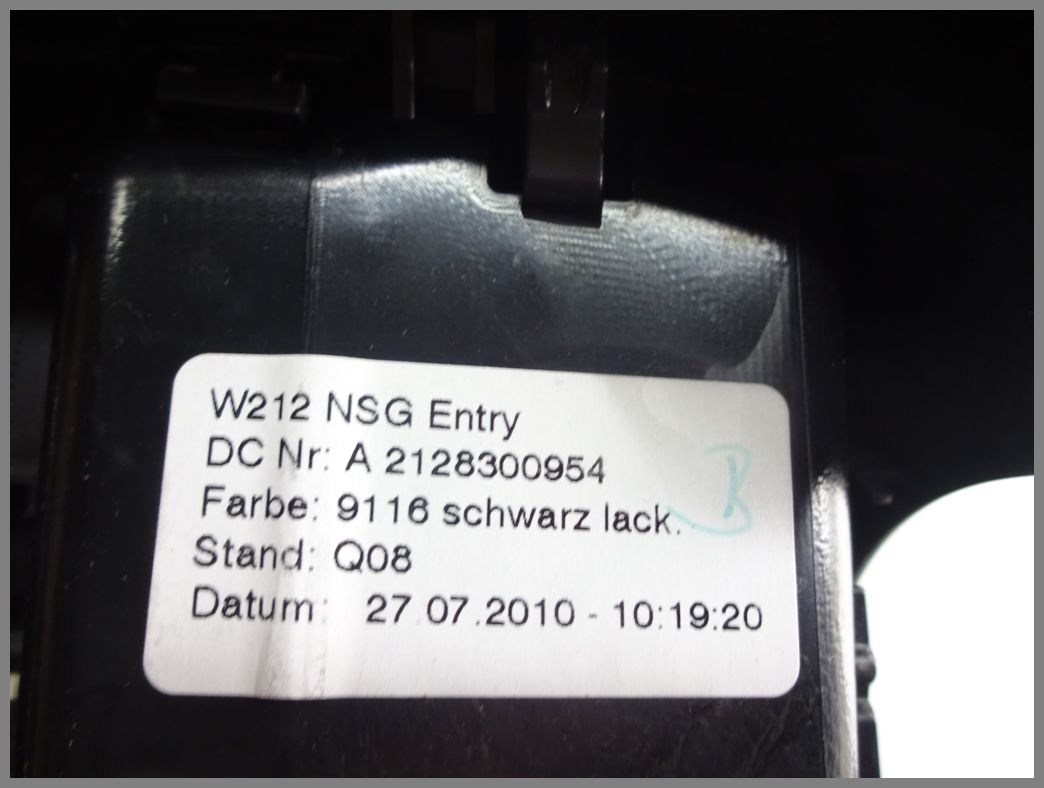 W212 NSG Entry
DC Nr: A 2128300954
Farbe: 9116 schwarz lack.
Stand: Q08
Datum: 27.07.2010 - 10:19:20